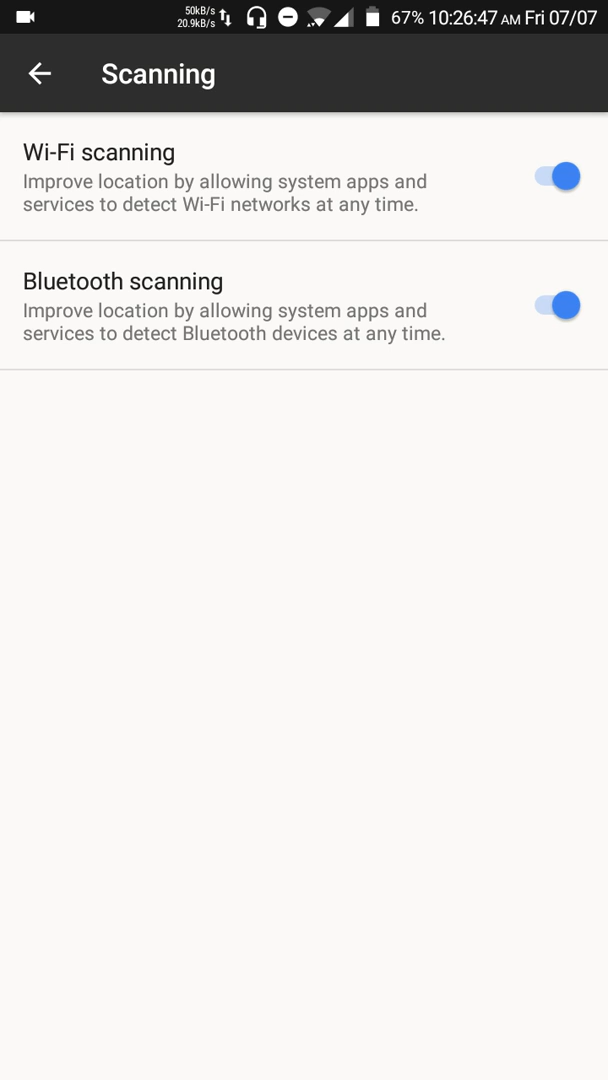 50kB/s
20.9kB/s
67% 10:26:47 AM Fri 07/07
Scanning
Wi-Fi scanning
Improve location by allowing system apps and
services to detect Wi-Fi networks at any time.
Bluetooth scanning
Improve location by allowing system apps and
services to detect Bluetooth devices at any time.